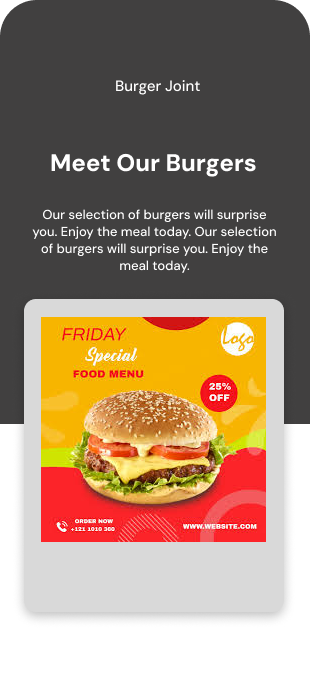 Burger Joint
Meet Our Burgers
Our selection of burgers will surprise
you. Enjoy the meal today. Our selection
of burgers will surprise you. Enjoy the
meal today.
FRIDAY
Logo
Special
FOOD MENU
25%
OFF
ORDER NOW
+121 1010 360
WWW.WEBSITE.COM